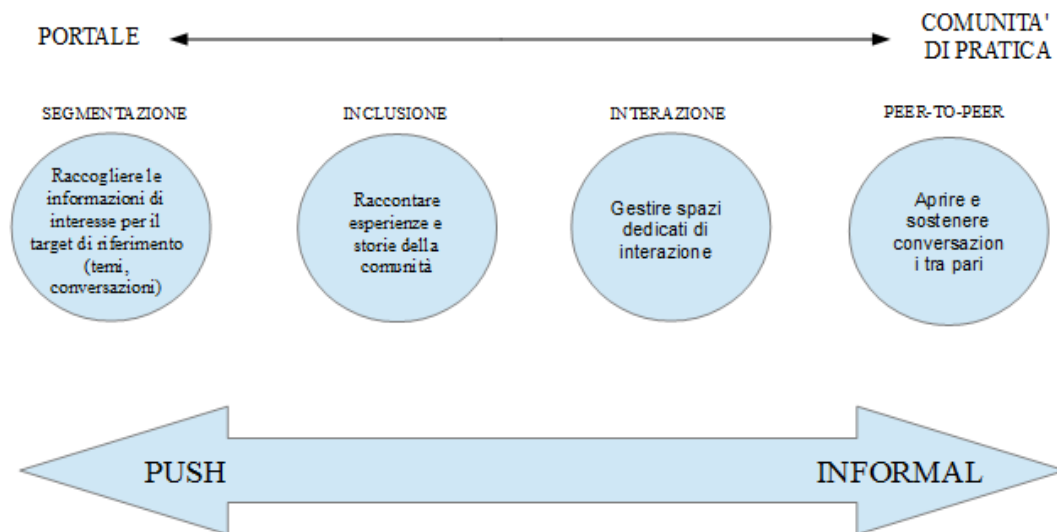 PORTALE
COMUNITA'
DI PRATICA
SEGMENTAZIONE
INCLUSIONE
INTERAZIONE
PEER-TO-PEER
Raccogliere le
informazioni di
interesse per il
target di riferimento
(temi,
conversazioni)
Raccontare
esperienze e
storie della
comunità
Gestire spazi
dedicati di
interazione
Aprire e
sostenere
conversazion
i tra pari
PUSH
INFORMAL